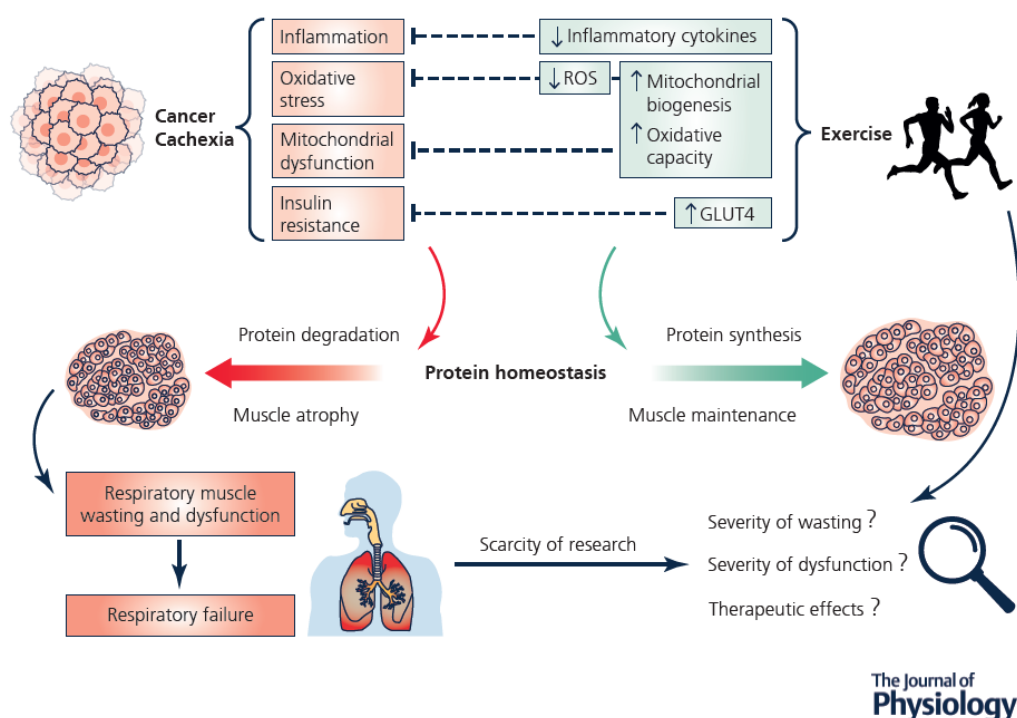 Cancer
Cachexia
Inflammation
Oxidative
stress
Mitochondrial
dysfunction
Insulin
resistance
↓ Inflammatory cytokines
↓ ROS
↑ Mitochondrial
biogenesis
↑ Oxidative
capacity
↑ GLUT4
Exercise
Protein degradation
Muscle atrophy
Protein homeostasis
Protein synthesis
Muscle maintenance
Respiratory muscle
wasting and dysfunction
Respiratory failure
Scarcity of research
Severity of wasting ?
Severity of dysfunction ?
Therapeutic effects ?
The Journal of
Physiology